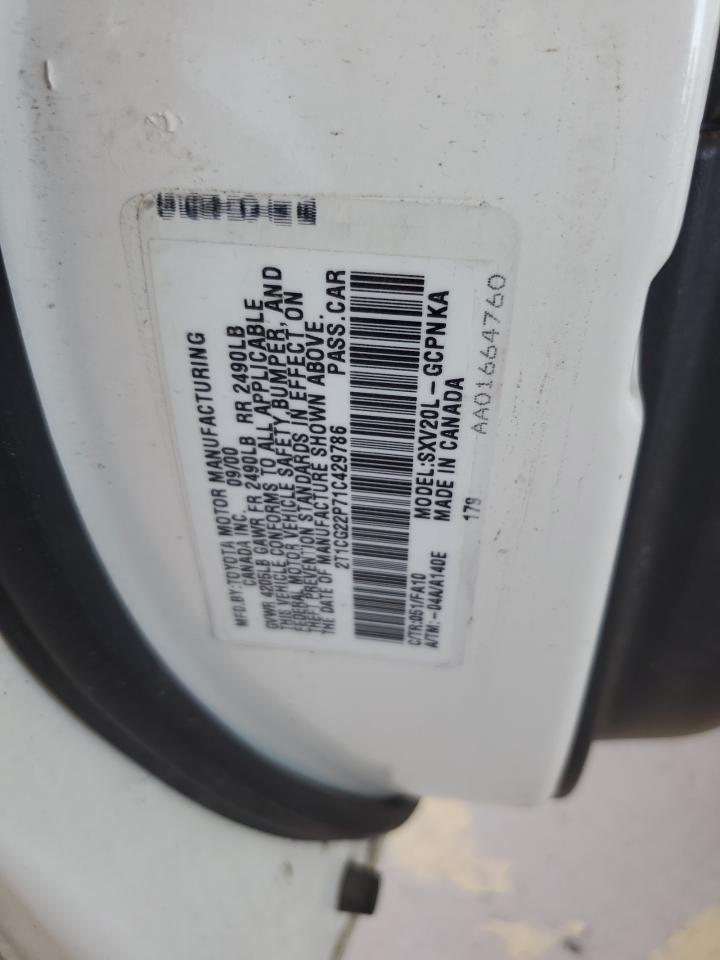 MFD.BY:TOYOTA MOTOR MANUFACTURING
CANADA INC. 09/00
GVWR 4205LB GAWR FR 2490LB RR 2490LB
THIS VEHICLE CONFORMS TO ALL APPLICABLE
FEDERAL MOTOR VEHICLE SAFETY, BUMPER, AND
THEFT PREVENTION STANDARDS IN EFFECT ON
THE DATE OF MANUFACTURE SHOWN ABOVE.
2T1CG22P71C429786 PASS.CAR
C/TR:051/FA10 MODEL:SXV20L-GCPNKA
A/TM:-04A/A140E MADE IN CANADA
179
AA01664760